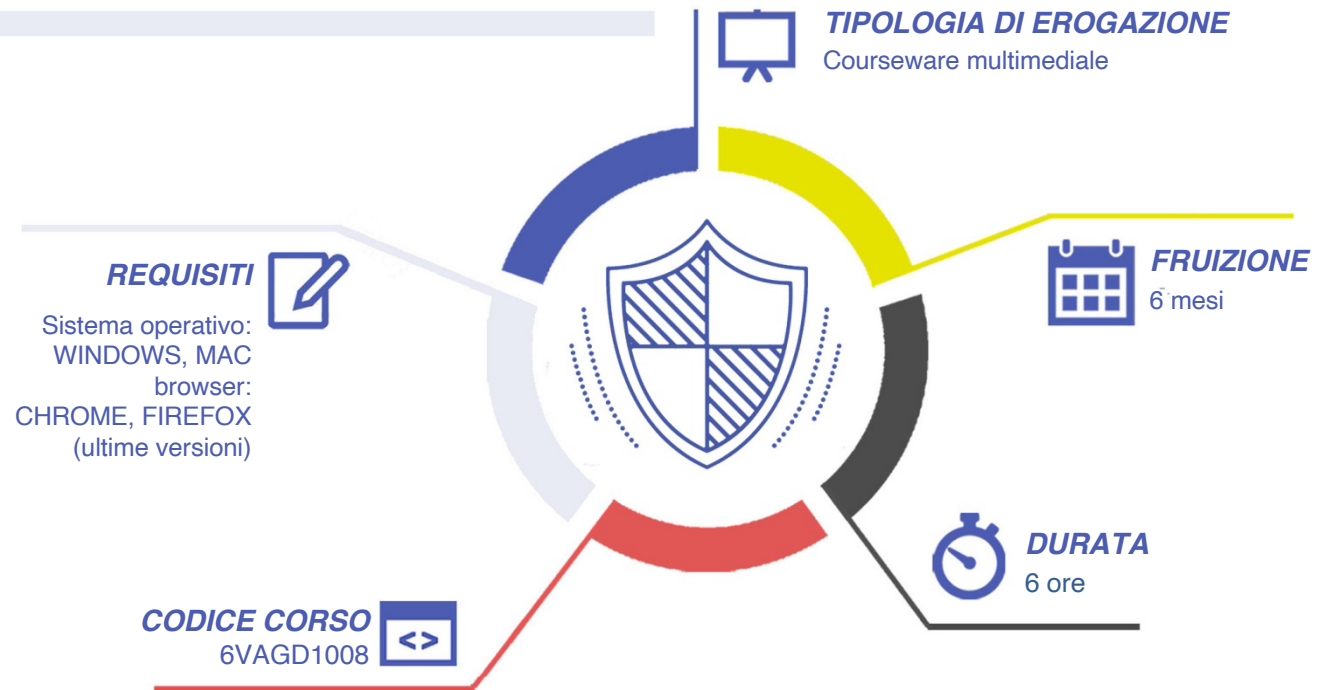 TIPOLOGIA DI EROGAZIONE
Courseware multimediale
REQUISITI
Sistema operativo:
WINDOWS, MAC
browser:
CHROME, FIREFOX
(ultime versioni)
FRUIZIONE
6 mesi
DURATA
6 ore
CODICE CORSO
6VAGD1008